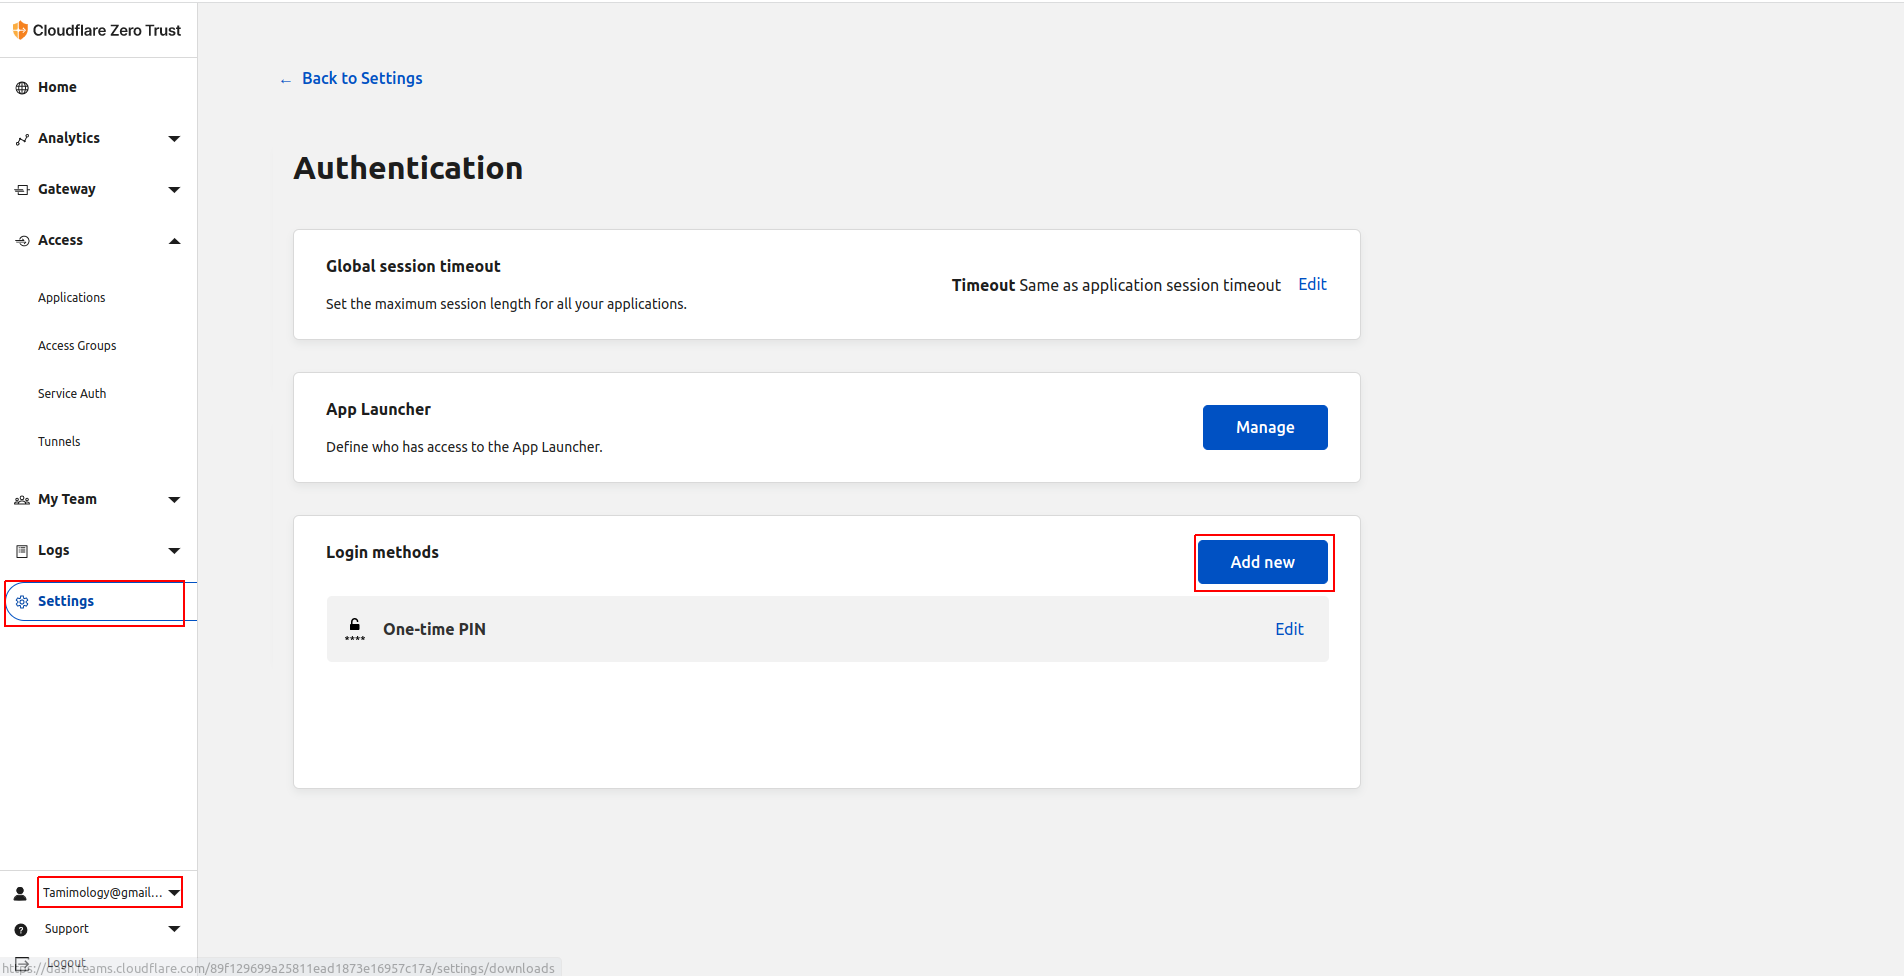 Cloudflare Zero Trust
Home
Analytics
Gateway
Access
Applications
Access Groups
Service Auth
Tunnels
My Team
Logs
Settings
Tamimology@gmail...
Support
Logout
https://dash.teams.cloudflare.com/89f129699a25811ead1873e16957c17a/settings/downloads
← Back to Settings
Authentication
Global session timeout
Set the maximum session length for all your applications.
Timeout Same as application session timeout Edit
App Launcher
Define who has access to the App Launcher.
Manage
Login methods
Add new
**** One-time PIN
Edit